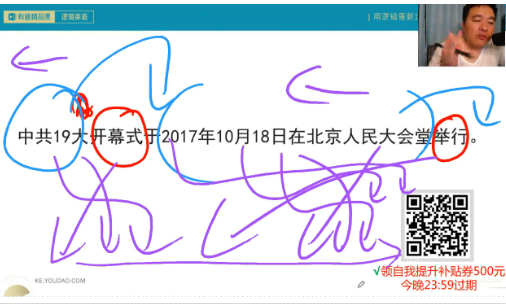 有道精品课 逻辑英语
| 用逻辑重新
的
中共19大开幕式于2017年10月18日在北京人民大会堂举行。
√领自我提升补贴券500元
今晚23:59过期
KE.YOUDAO.COM